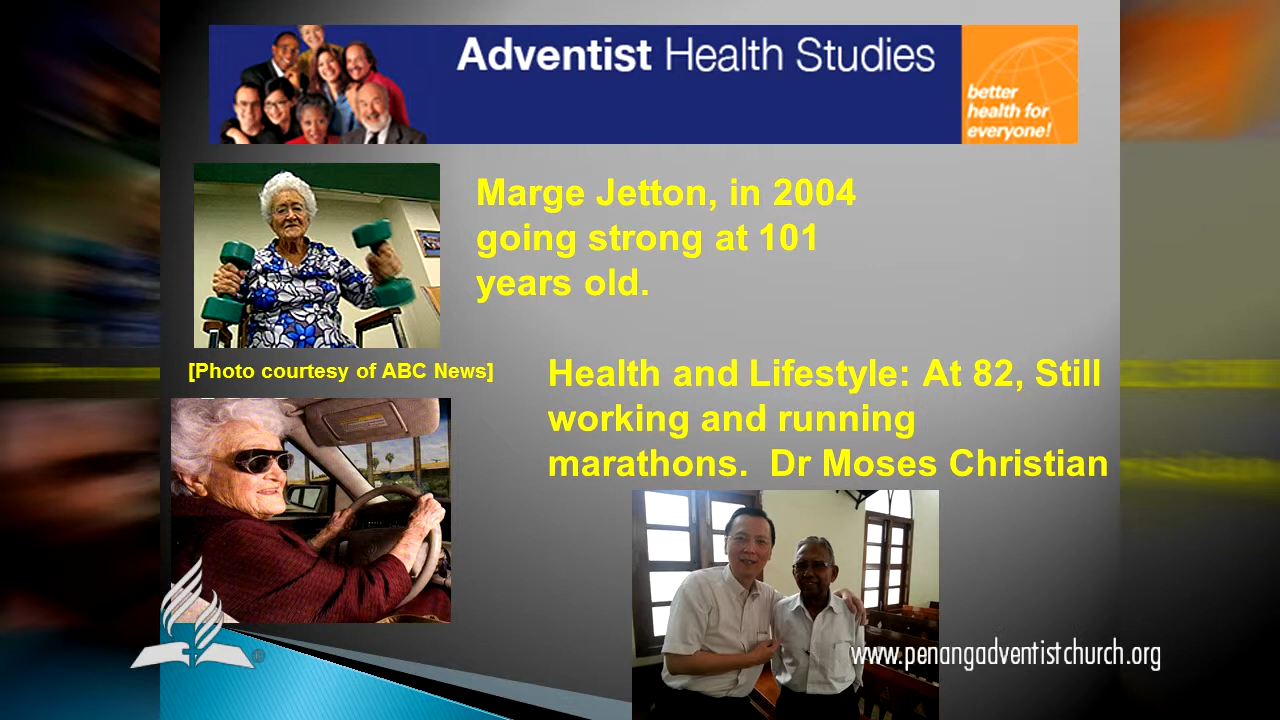 Adventist Health Studies
better
health for
everyone!
Marge Jetton, in 2004
going strong at 101
years old.
[Photo courtesy of ABC News]
Health and Lifestyle: At 82, Still
working and running
marathons. Dr Moses Christian
www.penangadventistchurch.org